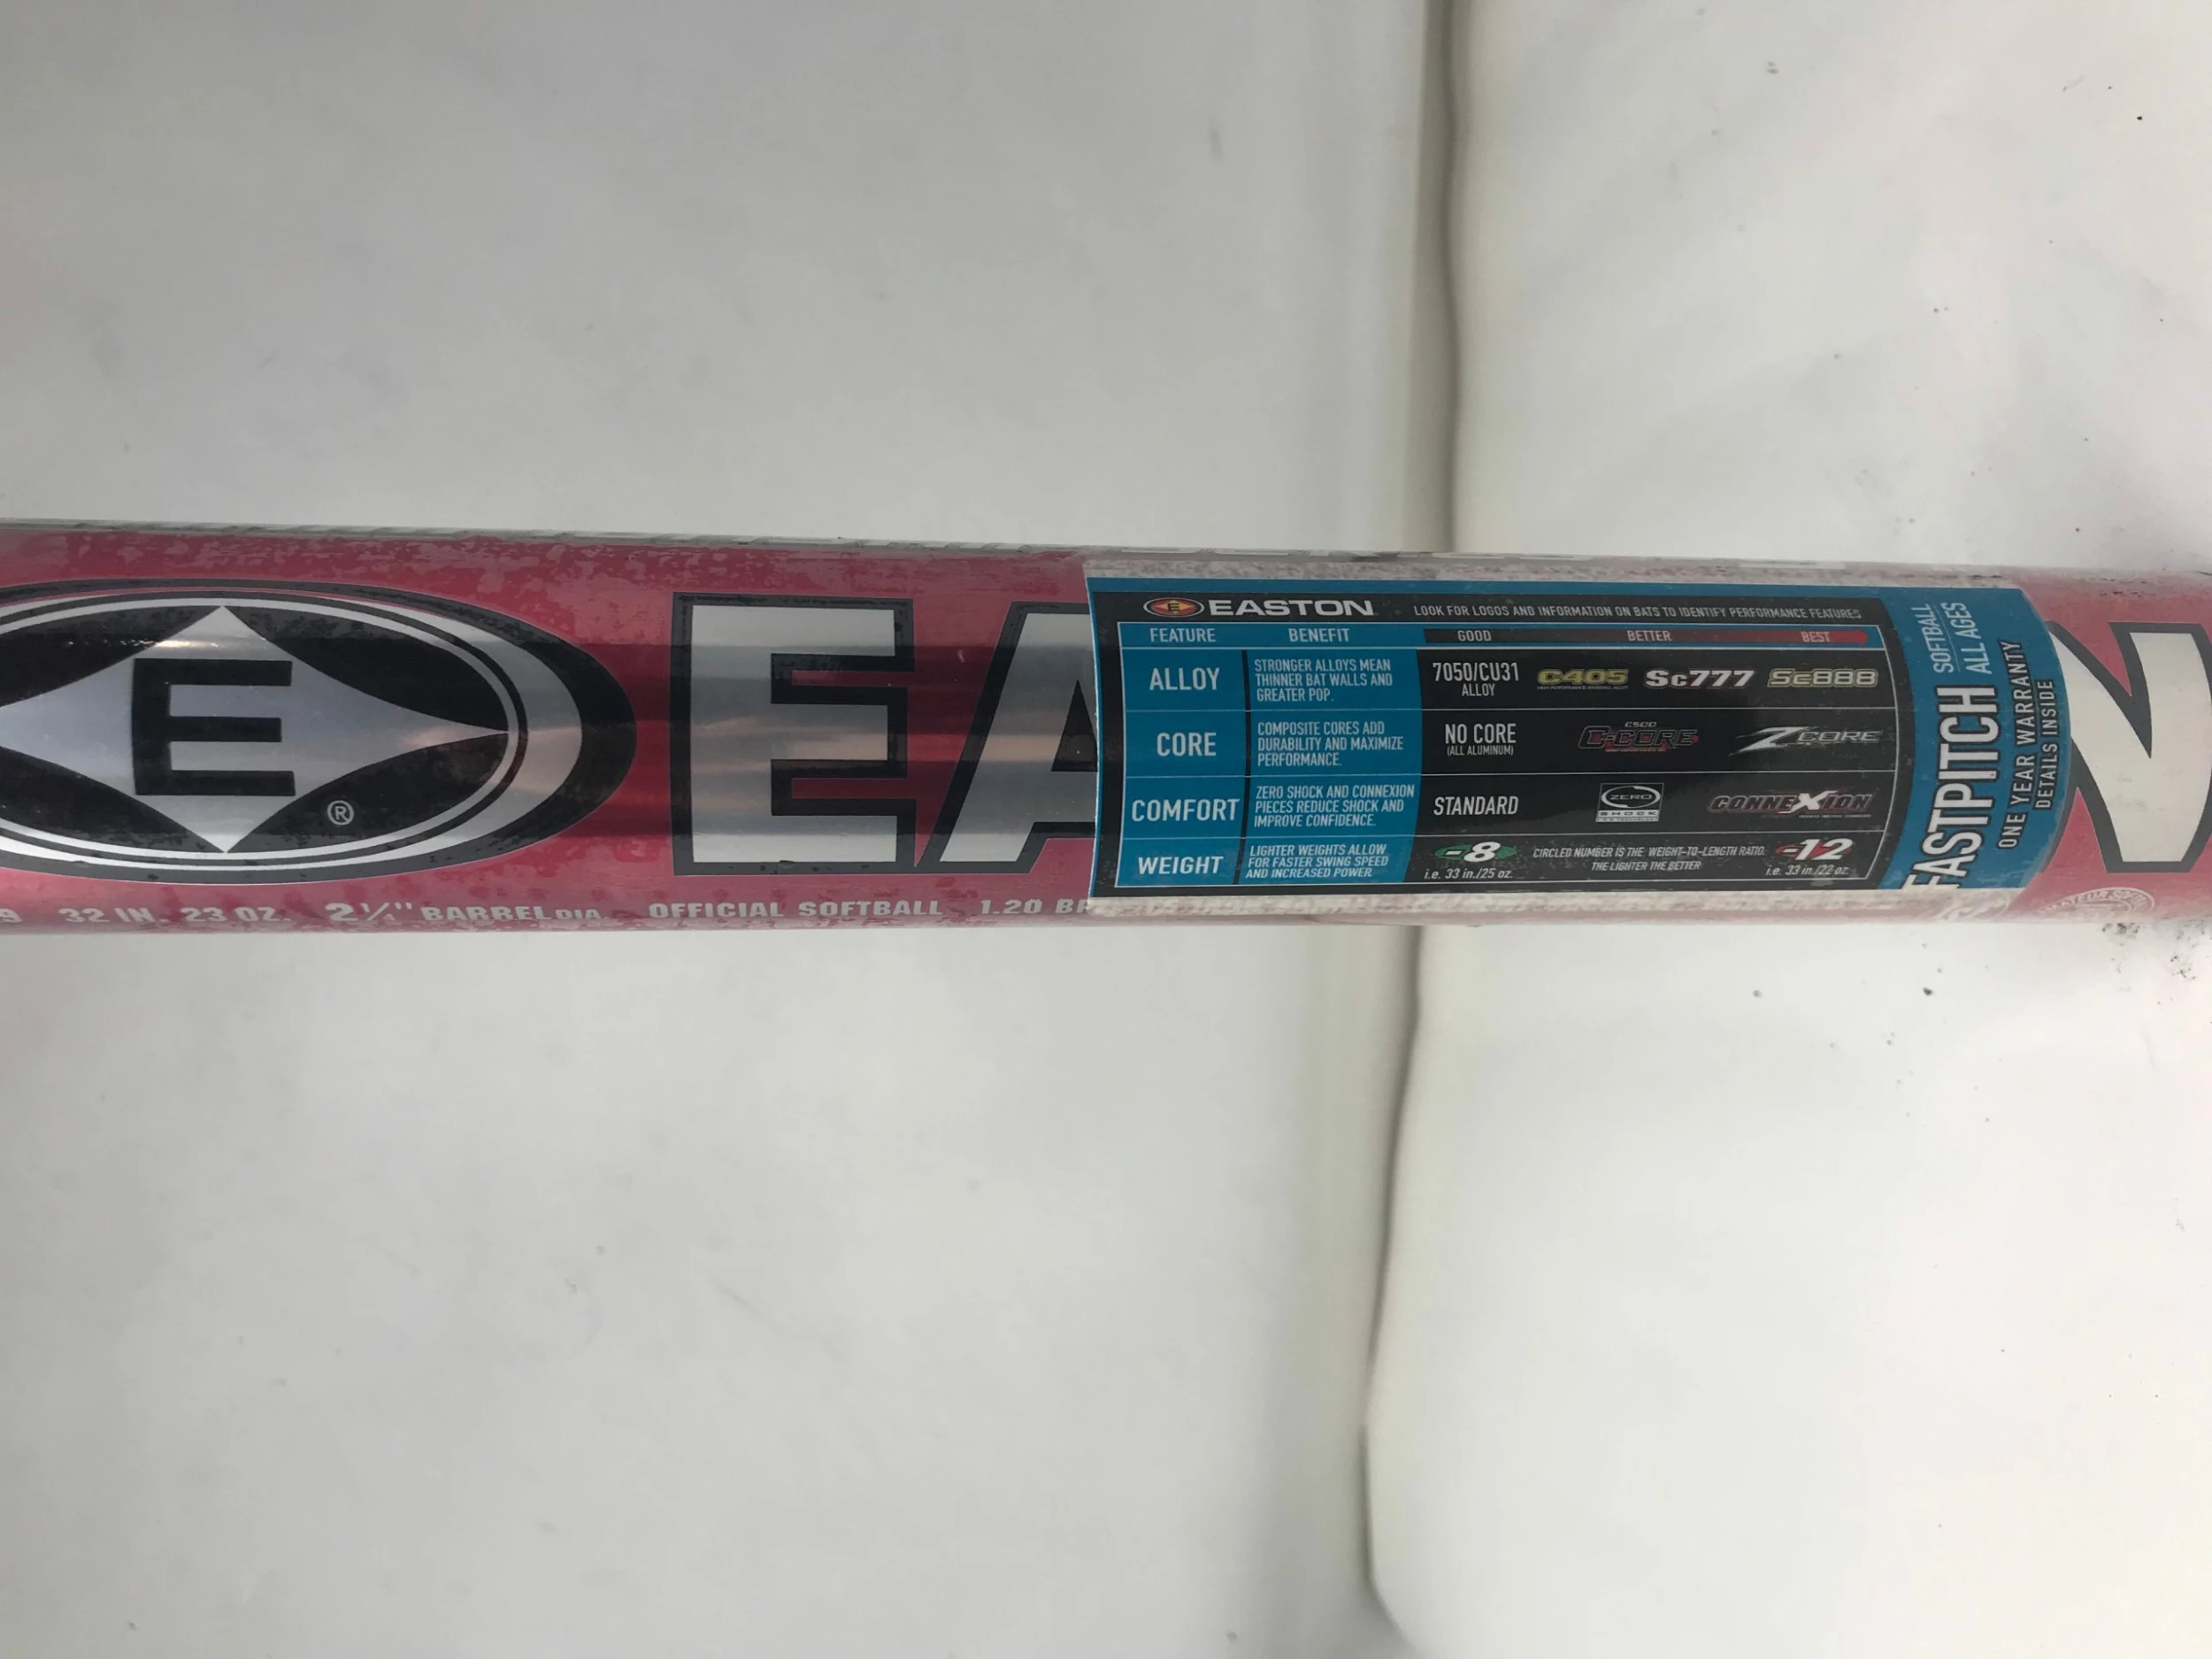 E
®
EA
9 32 IN. 23 OZ. 2¼" BARREL DIA. OFFICIAL SOFTBALL 1.20 BP
EASTON LOOK FOR LOGOS AND INFORMATION ON BATS TO IDENTIFY PERFORMANCE FEATURES
FEATURE BENEFIT GOOD BETTER BEST
ALLOY
STRONGER ALLOYS MEAN
THINNER BAT WALLS AND
GREATER POP.
7050/CU31
ALLOY
C405 Sc777 Sc888
CORE
COMPOSITE CORES ADD
DURABILITY AND MAXIMIZE
PERFORMANCE.
NO CORE
(ALL ALUMINUM)
C500
C-CORE
Z CORE
COMFORT
ZERO SHOCK AND CONNEXION
PIECES REDUCE SHOCK AND
IMPROVE CONFIDENCE.
STANDARD
ZERO
SHOCK
CONNEXION
WEIGHT
LIGHTER WEIGHTS ALLOW
FOR FASTER SWING SPEED
AND INCREASED POWER.
-8
i.e. 33 in./25 oz.
CIRCLED NUMBER IS THE WEIGHT-TO-LENGTH RATIO.
THE LIGHTER THE BETTER
-12
i.e. 33 in./22 oz.
FASTPITCH
SOFTBALL
ALL AGES
ONE YEAR WARRANTY
DETAILS INSIDE
N